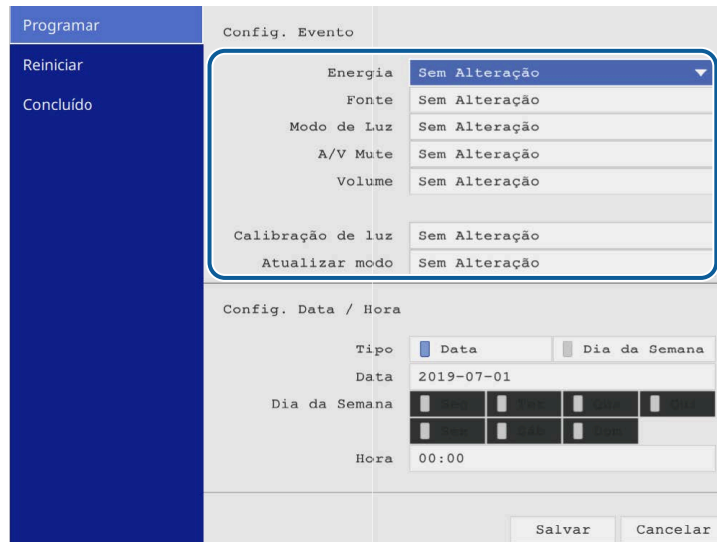 Programar
Reiniciar
Concluído
Config. Evento
Energia Sem Alteração
Fonte Sem Alteração
Modo de Luz Sem Alteração
A/V Mute Sem Alteração
Volume Sem Alteração
Calibração de luz Sem Alteração
Atualizar modo Sem Alteração
Config. Data / Hora
Tipo Data Dia da Semana
Data 2019-07-01
Dia da Semana
Hora 00:00
Salvar Cancelar